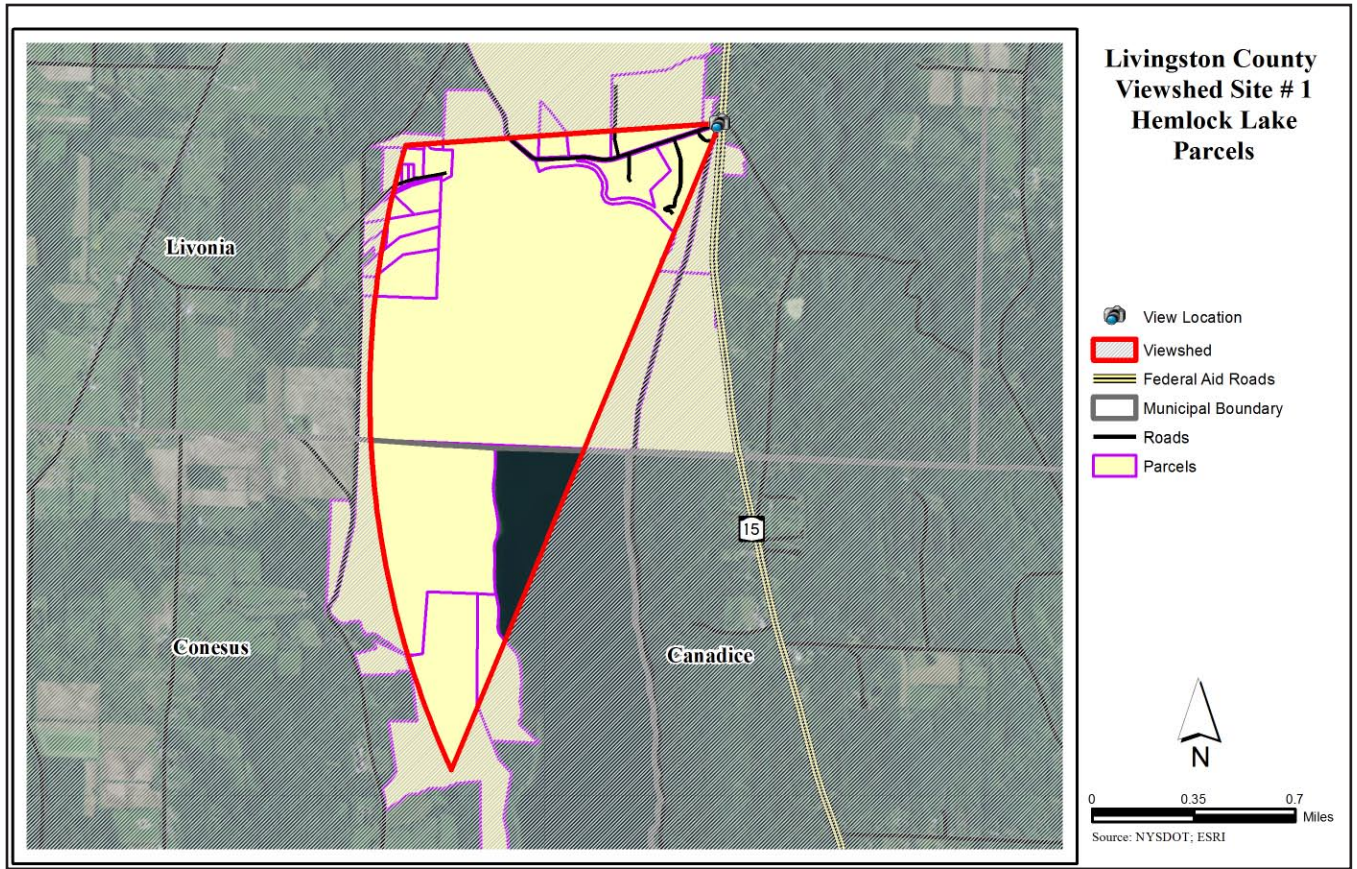 Livingston County
Viewshed Site # 1
Hemlock Lake
Parcels
Livonia
Conesus
Canadice
15
View Location
Viewshed
Federal Aid Roads
Municipal Boundary
Roads
Parcels
N
0 0.35 0.7
Miles
Source: NYSDOT; ESRI